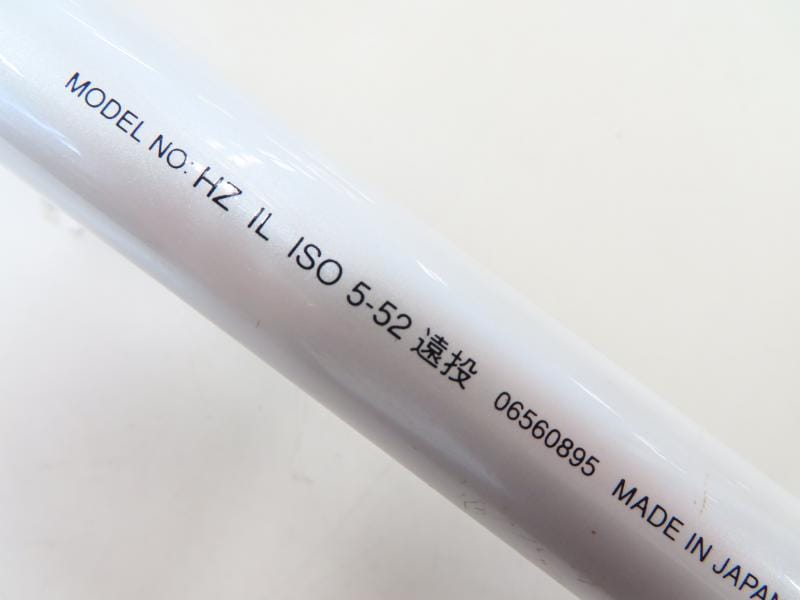 MODEL NO: HZ IL ISO 5-52 遠投 06560895 MADE IN JAPAN